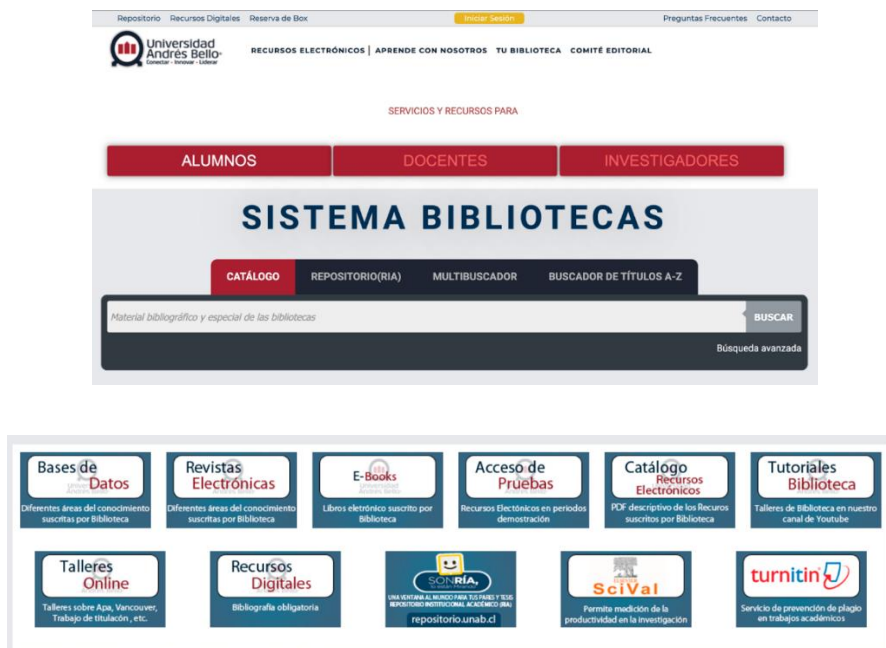 Repositorio Recursos Digitales Reserva de Box Iniciar Sesión Preguntas Frecuentes Contacto
Universidad
Andrés Bello
Conectar - Innovar - Liderar
RECURSOS ELECTRÓNICOS | APRENDE CON NOSOTROS TU BIBLIOTECA COMITÉ EDITORIAL
SERVICIOS Y RECURSOS PARA
ALUMNOS DOCENTES INVESTIGADORES
SISTEMA BIBLIOTECAS
CATÁLOGO REPOSITORIO(RIA) MULTIBUSCADOR BUSCADOR DE TÍTULOS A-Z
Material bibliográfico y especial de las bibliotecas BUSCAR
Búsqueda avanzada
Bases de
Datos
Diferentes áreas del conocimiento
suscritas por Biblioteca
Revistas
Electrónicas
Diferentes áreas del conocimiento
suscritas por Biblioteca
E-Books
Libros eletrónico suscrito por
Biblioteca
Acceso de
Pruebas
Recursos Electónicos en periodos
demostración
Catálogo
Recursos
Electrónicos
PDF descriptivo de los Recuros
suscritos por Biblioteca
Tutoriales
Biblioteca
Talleres de Biblioteca en nuestro
canal de Youtube
Talleres
Online
Talleres sobre Apa, Vancouver,
Trabajo de titulacón , etc.
Recursos
Digitales
Bibliografía obligatoria
SONRÍA,
UNA VENTANA AL MUNDO PARA TUS PAPERS Y TESIS
REPOSITORIO INSTITUCIONAL ACADÉMICO (RIA)
repositorio.unab.cl
SciVal
Permite medición de la
productividad en la investigación
turnitin
Servicio de prevención de plagio
en trabajos académicos